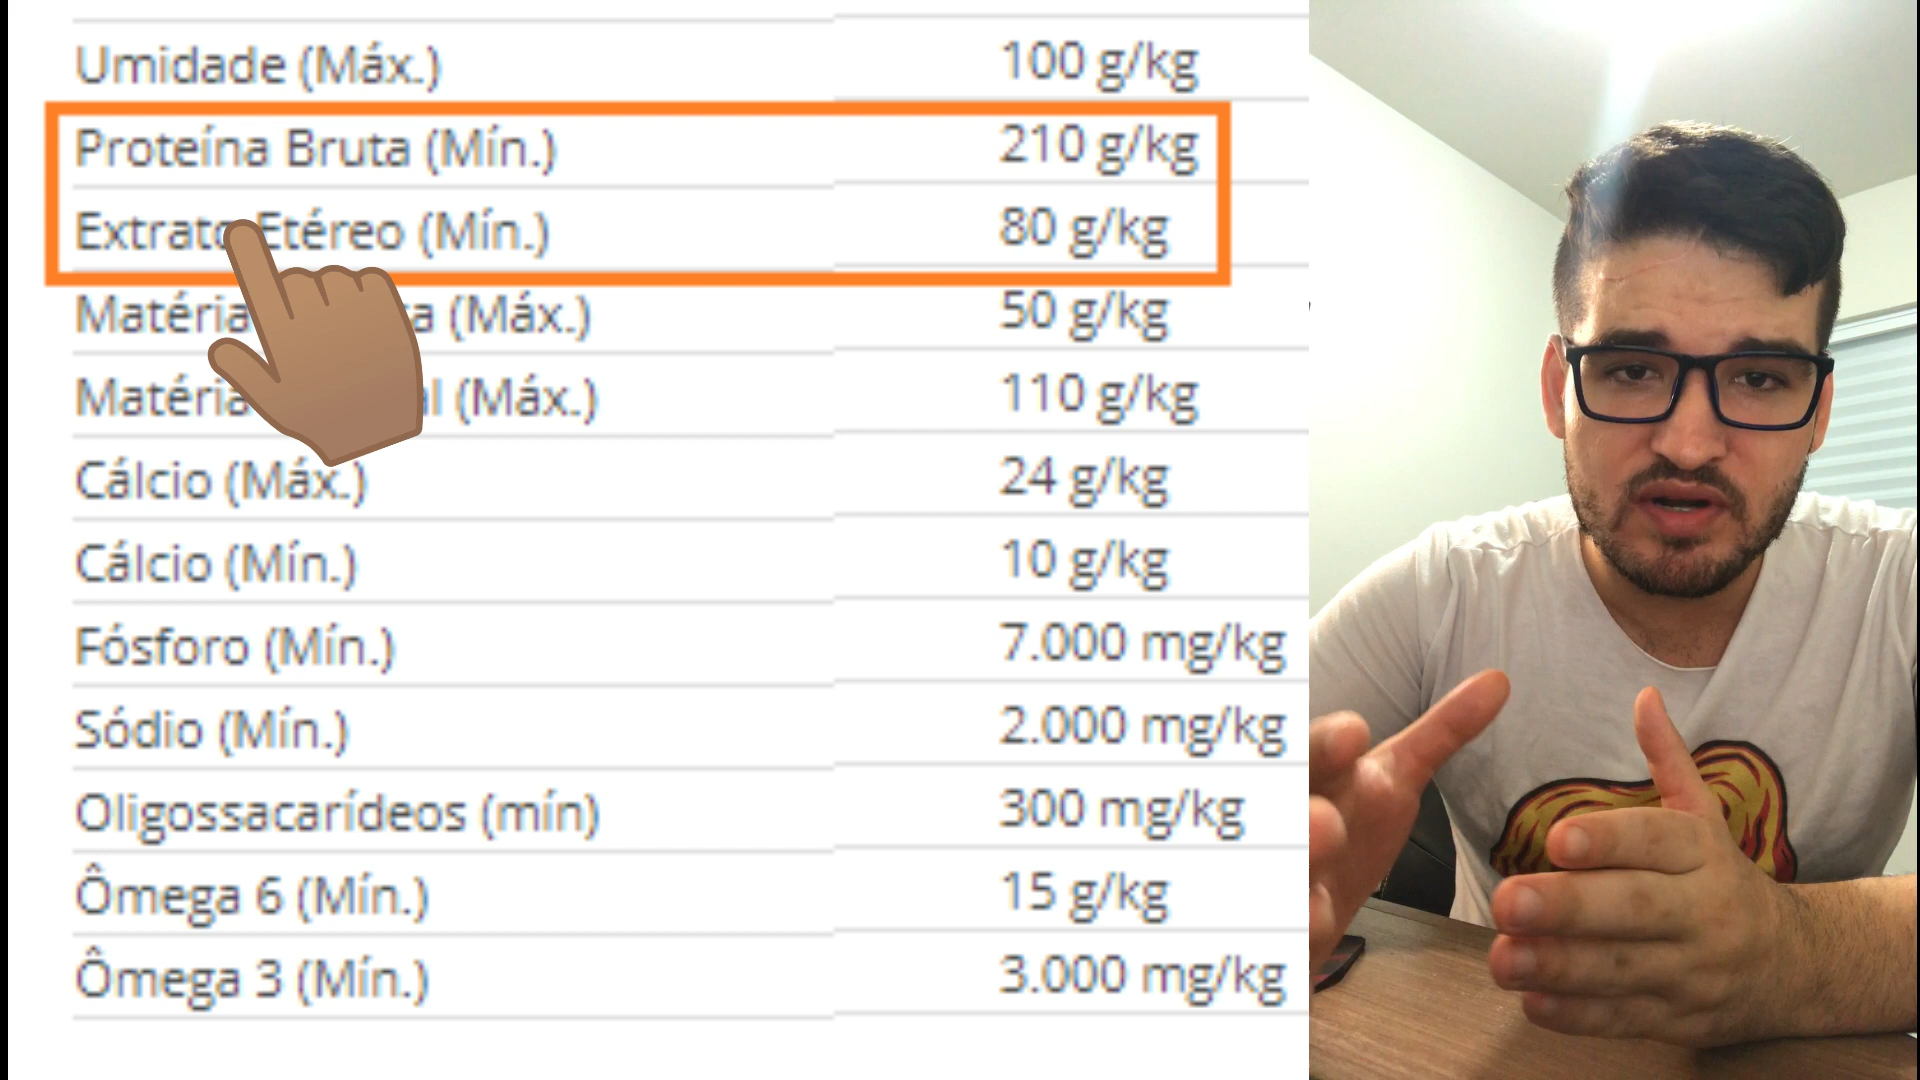 Umidade (Máx.) 100 g/kg
Proteína Bruta (Mín.) 210 g/kg
Extrato Etéreo (Mín.) 80 g/kg
Matéria (Máx.) 50 g/kg
Matéria (Máx.) 110 g/kg
Cálcio (Máx.) 24 g/kg
Cálcio (Mín.) 10 g/kg
Fósforo (Mín.) 7.000 mg/kg
Sódio (Mín.) 2.000 mg/kg
Oligossacarídeos (mín) 300 mg/kg
Ômega 6 (Mín.) 15 g/kg
Ômega 3 (Mín.) 3.000 mg/kg